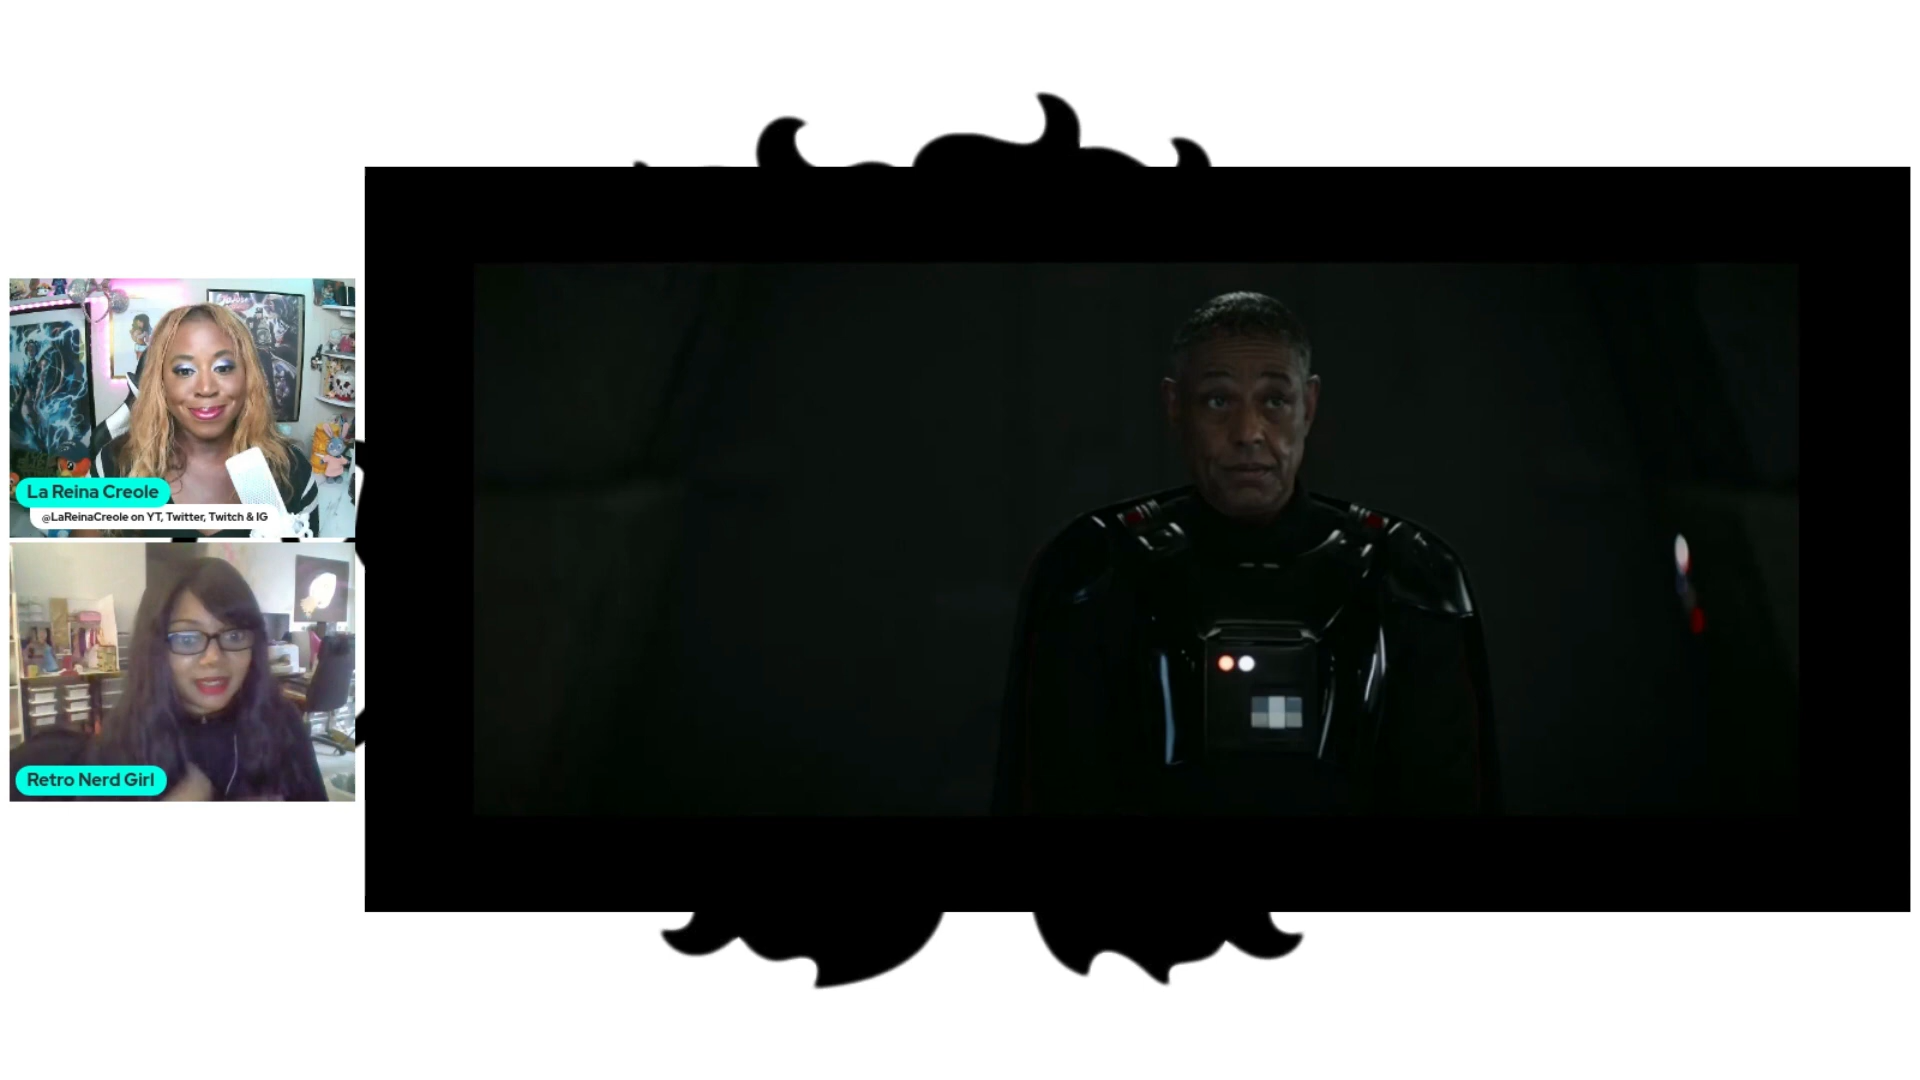 La Reina Creole
@LaReinaCreole on YT, Twitter, Twitch & IG
Retro Nerd Girl